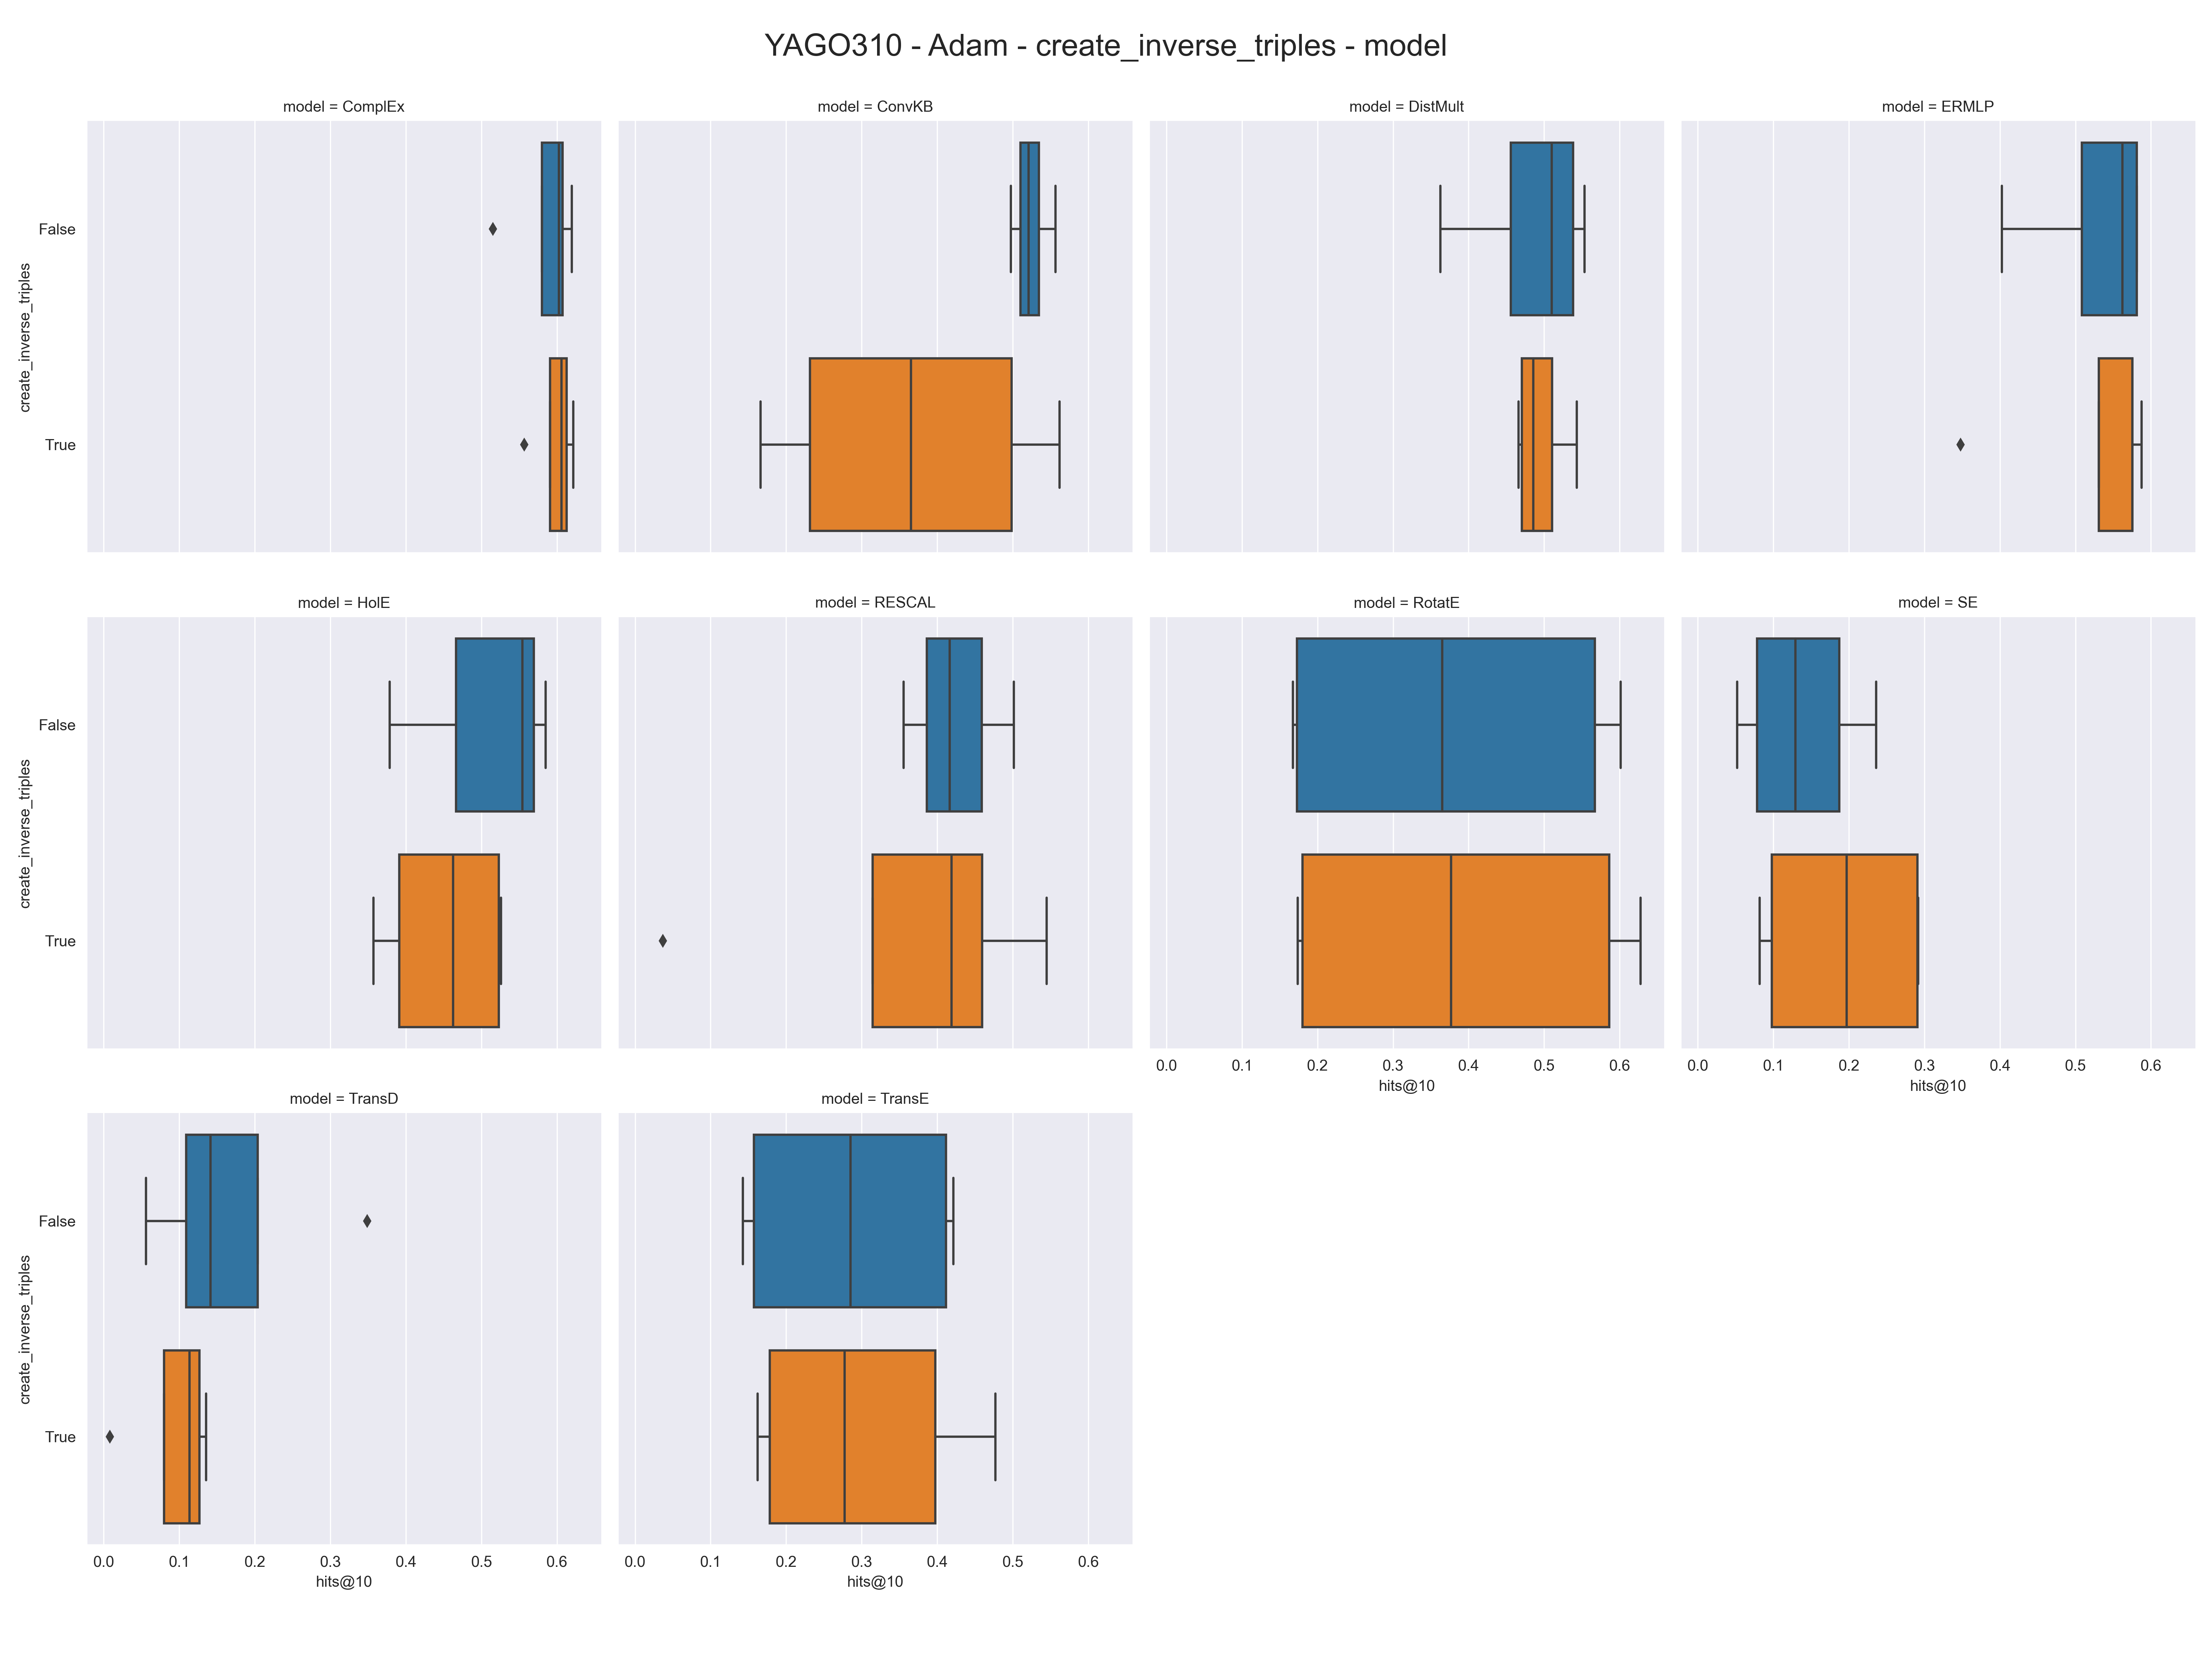 YAGO310 - Adam - create_inverse_triples - model
model = ComplEx
model = ConvKB
model = DistMult
model = ERMLP
create_inverse_triples
False
True
model = HolE
model = RESCAL
model = RotatE
model = SE
create_inverse_triples
False
True
0.0 0.1 0.2 0.3 0.4 0.5 0.6
hits@10
0.0 0.1 0.2 0.3 0.4 0.5 0.6
hits@10
model = TransD
model = TransE
create_inverse_triples
False
True
0.0 0.1 0.2 0.3 0.4 0.5 0.6
hits@10
0.0 0.1 0.2 0.3 0.4 0.5 0.6
hits@10